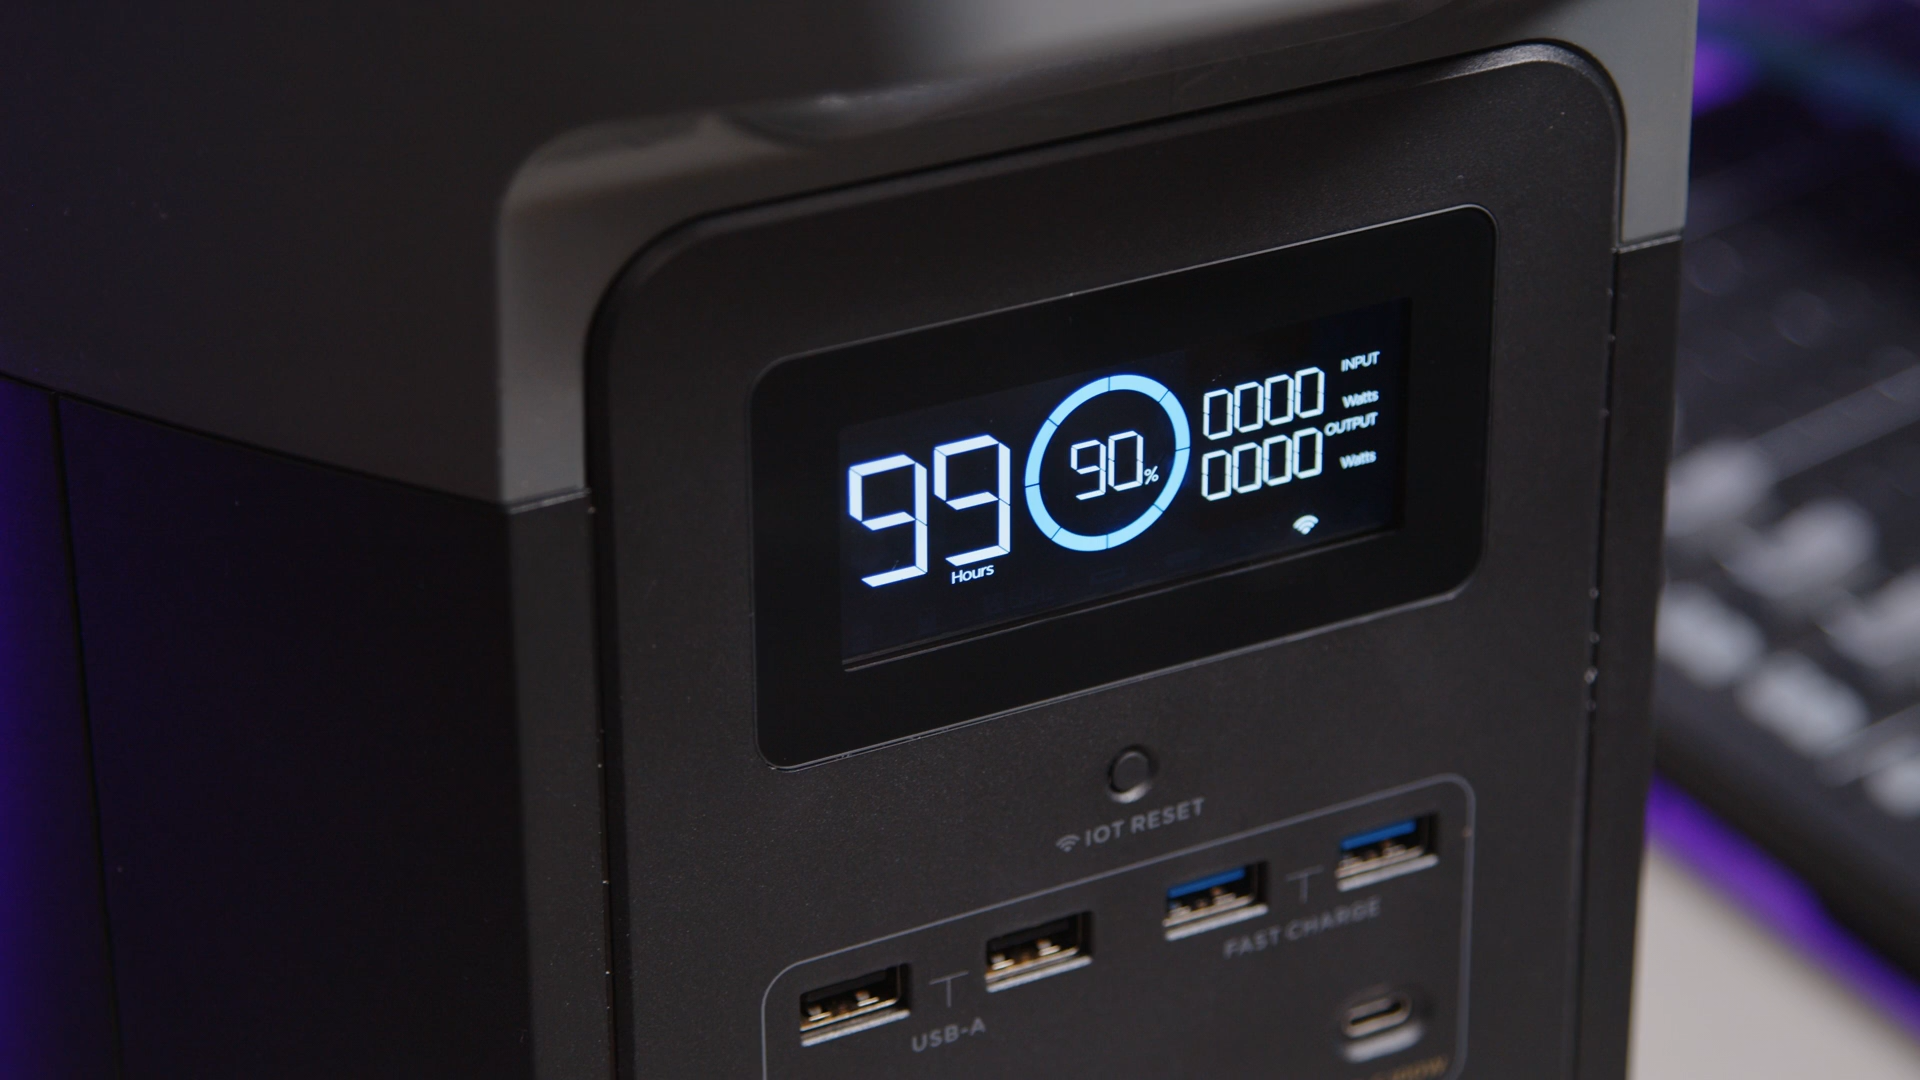 99
Hours
90%
0000 INPUT
Watts
0000 OUTPUT
Watts
IOT RESET
FAST CHARGE
USB-A